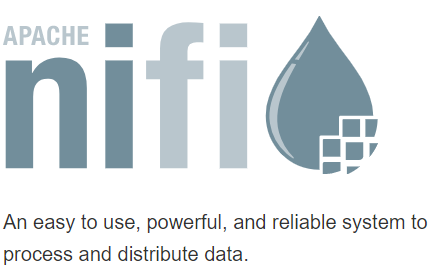 APACHE
nifi
An easy to use, powerful, and reliable system to
process and distribute data.